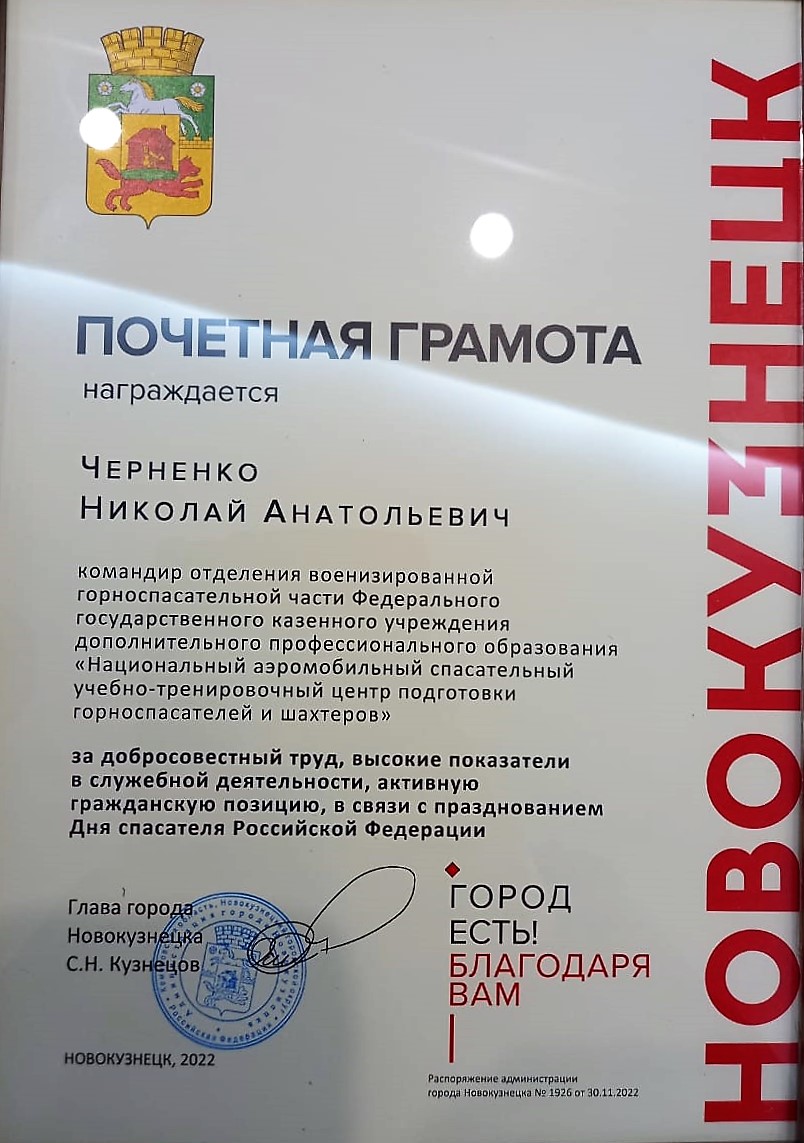 ПОЧЕТНАЯ ГРАМОТА
награждается
ЧЕРНЕНКО
НИКОЛАЙ АНАТОЛЬЕВИЧ
командир отделения военизированной
горноспасательной части Федерального
государственного казенного учреждения
дополнительного профессионального образования
«Национальный аэромобильный спасательный
учебно-тренировочный центр подготовки
горноспасателей и шахтеров»
за добросовестный труд, высокие показатели
в служебной деятельности, активную
гражданскую позицию, в связи с празднованием
Дня спасателя Российской Федерации
Глава города
Новокузнецка
С.Н. Кузнецов
НОВОКУЗНЕЦК, 2022
ГОРОД
ЕСТЬ!
БЛАГОДАРЯ
ВАМ
Распоряжение администрации
города Новокузнецка № 1926 от 30.11.2022
НОВОКУЗНЕЦК